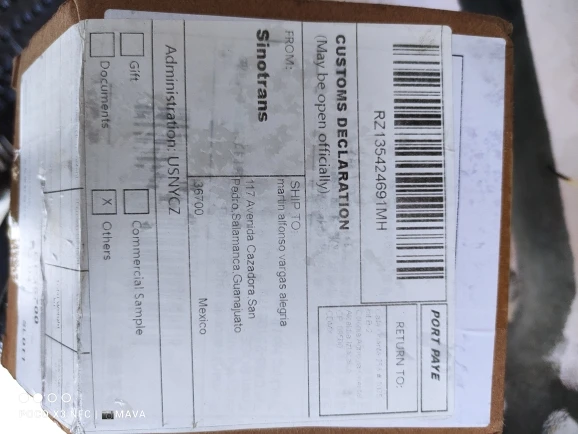 PORT PAYE
RZ135424691MH
RETURN TO:
CUSTOMS DECLARATION
(May be open officially)
FROM:
Sinotrans
SHIP TO:
martin alfonso vargas alegria
117 Avenida Cazadora San
Pedro,Salamanca,Guanajuato
36700
Mexico
Administration: USNYCZ
Gift
Commercial Sample
Documents
X Others
POCO X3 NFC | MAVA